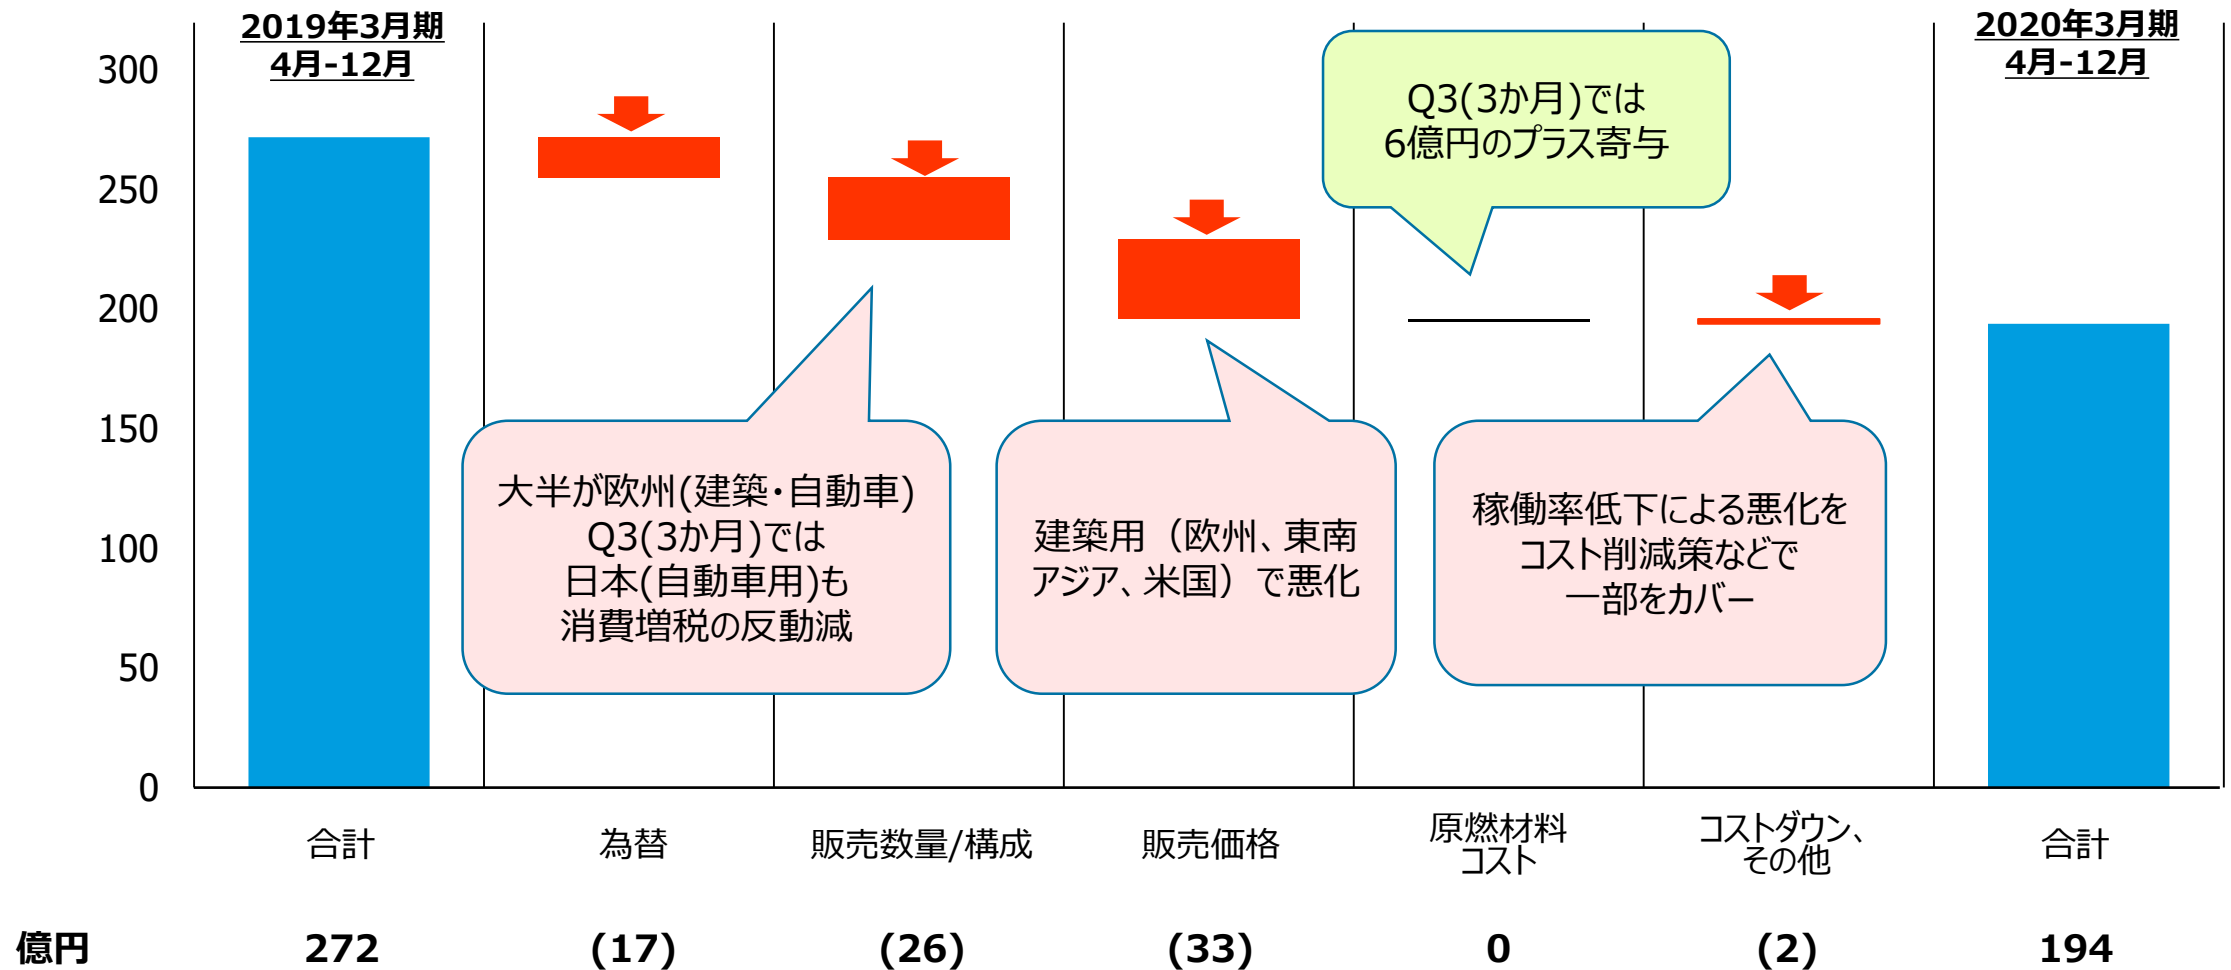 2019年3月期
4月-12月
2020年3月期
4月-12月
300
250
200
150
100
50
0
Q3(3か月)では
6億円のプラス寄与
大半が欧州(建築・自動車)
Q3(3か月)では
日本(自動車用)も
消費増税の反動減
建築用（欧州、東南
アジア、米国）で悪化
稼働率低下による悪化を
コスト削減策などで
一部をカバー
合計
為替
販売数量/構成
販売価格
原燃材料
コスト
コストダウン、
その他
合計
億円 272 (17) (26) (33) 0 (2) 194